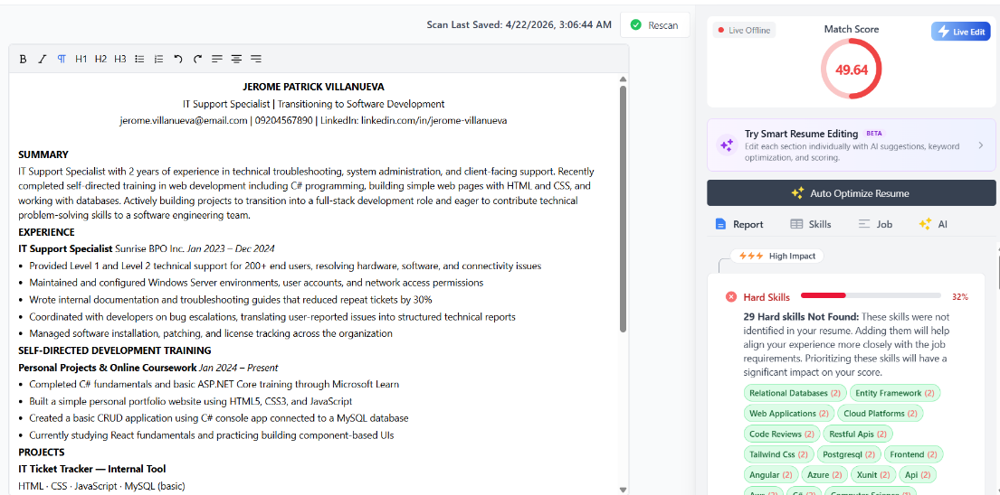 Scan Last Saved: 4/22/2026, 3:06:44 AM
Rescan
B I ¶ H1 H2 H3
JEROME PATRICK VILLANUEVA
IT Support Specialist | Transitioning to Software Development
jerome.villanueva@email.com | 09204567890 | LinkedIn: linkedin.com/in/jerome-villanueva
SUMMARY
IT Support Specialist with 2 years of experience in technical troubleshooting, system administration, and client-facing support. Recently
completed self-directed training in web development including C# programming, building simple web pages with HTML and CSS, and
working with databases. Actively building projects to transition into a full-stack development role and eager to contribute technical
problem-solving skills to a software engineering team.
EXPERIENCE
IT Support Specialist Sunrise BPO Inc. Jan 2023 – Dec 2024
• Provided Level 1 and Level 2 technical support for 200+ end users, resolving hardware, software, and connectivity issues
• Maintained and configured Windows Server environments, user accounts, and network access permissions
• Wrote internal documentation and troubleshooting guides that reduced repeat tickets by 30%
• Coordinated with developers on bug escalations, translating user-reported issues into structured technical reports
• Managed software installation, patching, and license tracking across the organization
SELF-DIRECTED DEVELOPMENT TRAINING
Personal Projects & Online Coursework Jan 2024 – Present
• Completed C# fundamentals and basic ASP.NET Core training through Microsoft Learn
• Built a simple personal portfolio website using HTML5, CSS3, and JavaScript
• Created a basic CRUD application using C# console app connected to a MySQL database
• Currently studying React fundamentals and practicing building component-based UIs
PROJECTS
IT Ticket Tracker — Internal Tool
HTML · CSS · JavaScript · MySQL (basic)
Live Offline
Match Score
Live Edit
49.64
Try Smart Resume Editing BETA
Edit each section individually with AI suggestions, keyword
optimization, and scoring.
Auto Optimize Resume
Report Skills Job AI
High Impact
Hard Skills 32%
29 Hard skills Not Found: These skills were not
identified in your resume. Adding them will help
align your experience more closely with the job
requirements. Prioritizing these skills will have a
significant impact on your score.
Relational Databases (2) Entity Framework (2)
Web Applications (2) Cloud Platforms (2)
Code Reviews (2) Restful Apis (2)
Tailwind Css (2) Postgresql (2) Frontend (2)
Angular (2) Azure (2) Xunit (2) Api (2)
Aws (2) C# (2) Computer Science (2)